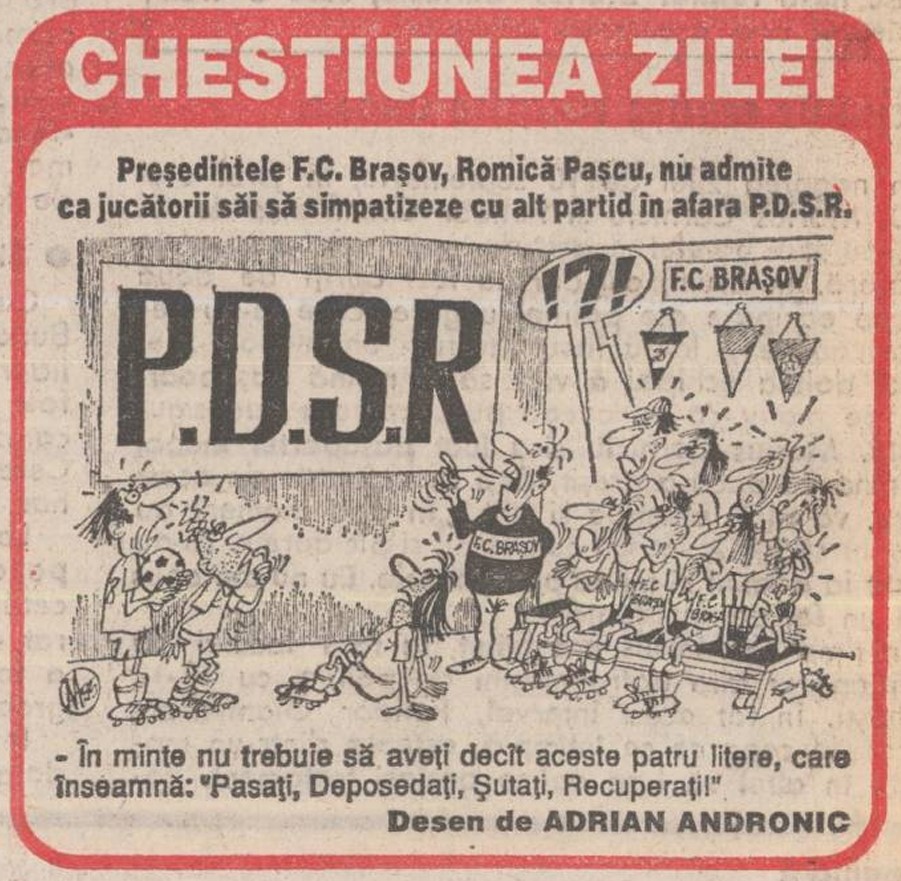 CHESTIUNEA ZILEI
Preşedintele F.C. Braşov, Romică Paşcu, nu admite
ca jucătorii săi să simpatizeze cu alt partid în afara P.D.S.R.
!?!
F.C BRAŞOV
P.D.S.R
F.C. BRAŞOV
F.C
BRAŞ
- În minte nu trebuie să aveţi decît aceste patru litere, care
înseamnă: "Pasaţi, Deposedaţi, Şutaţi, Recuperaţi!"
Desen de ADRIAN ANDRONIC